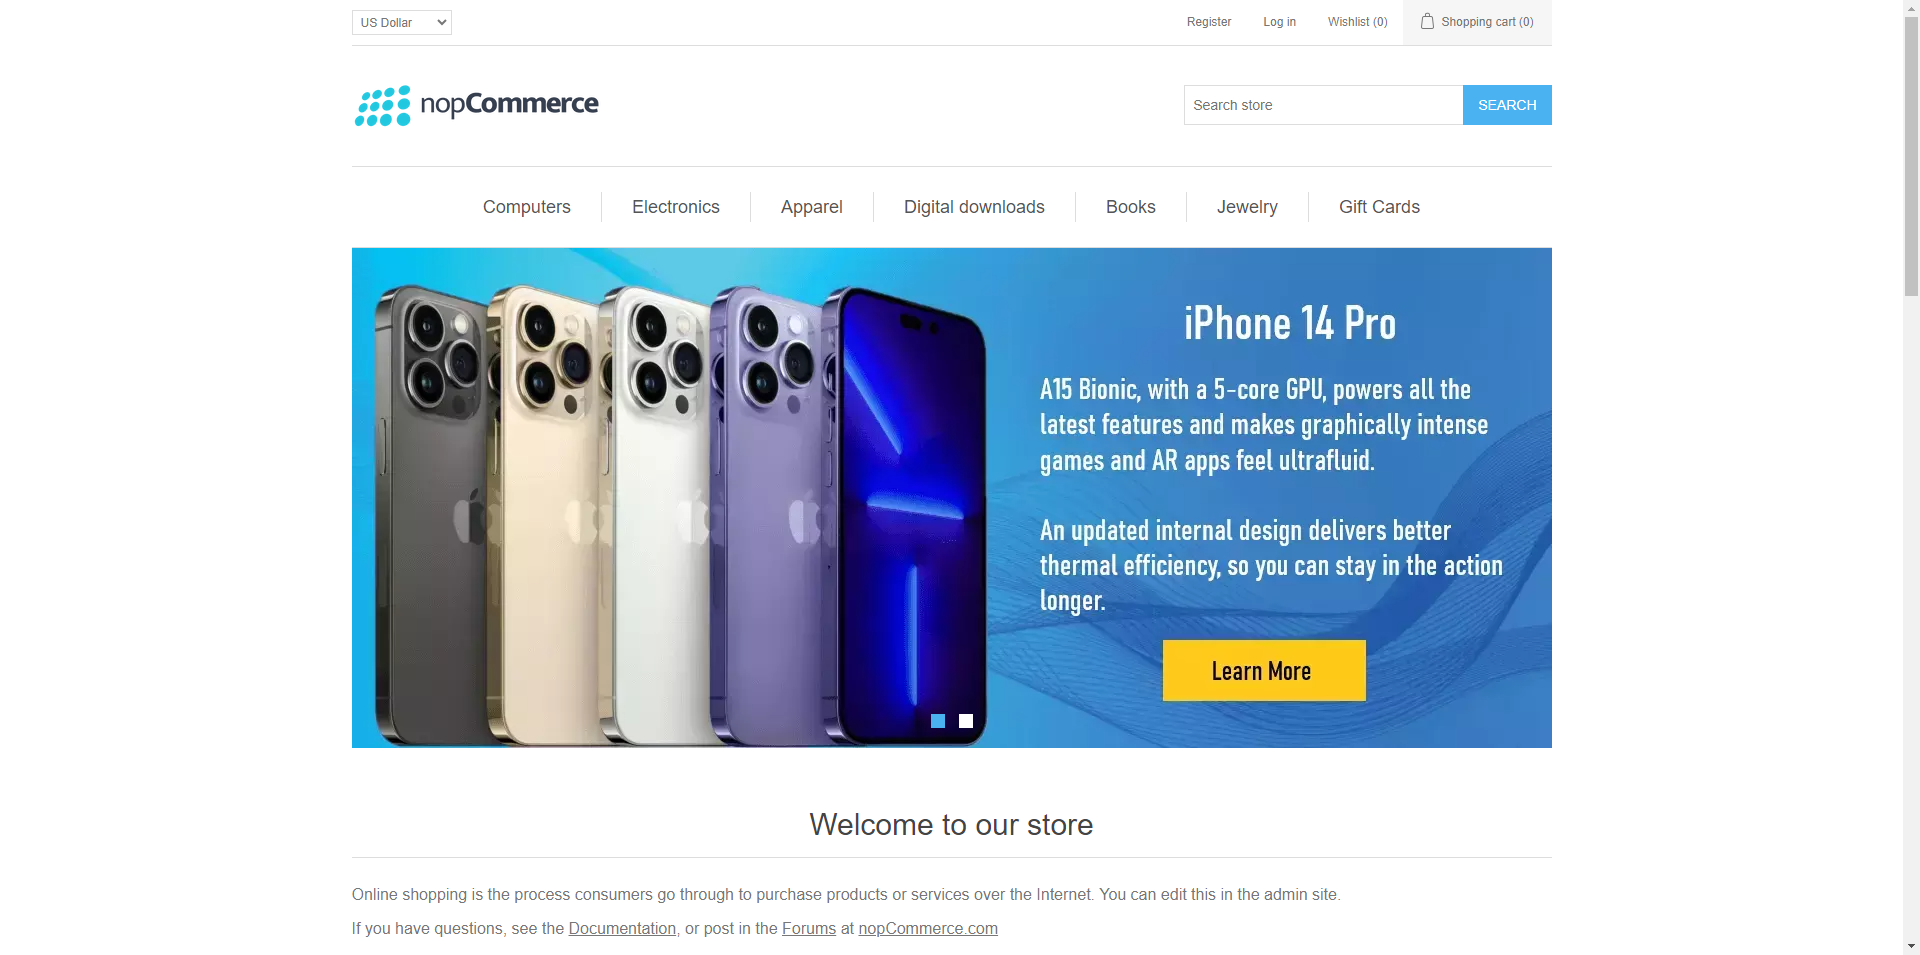 US Dollar
Register
Log in
Wishlist (0)
Shopping cart (0)
nopCommerce
Search store
SEARCH
Computers
Electronics
Apparel
Digital downloads
Books
Jewelry
Gift Cards
iPhone 14 Pro
A15 Bionic, with a 5-core GPU, powers all the
latest features and makes graphically intense
games and AR apps feel ultrafluid.
An updated internal design delivers better
thermal efficiency, so you can stay in the action
longer.
Learn More
Welcome to our store
Online shopping is the process consumers go through to purchase products or services over the Internet. You can edit this in the admin site.
If you have questions, see the Documentation, or post in the Forums at nopCommerce.com